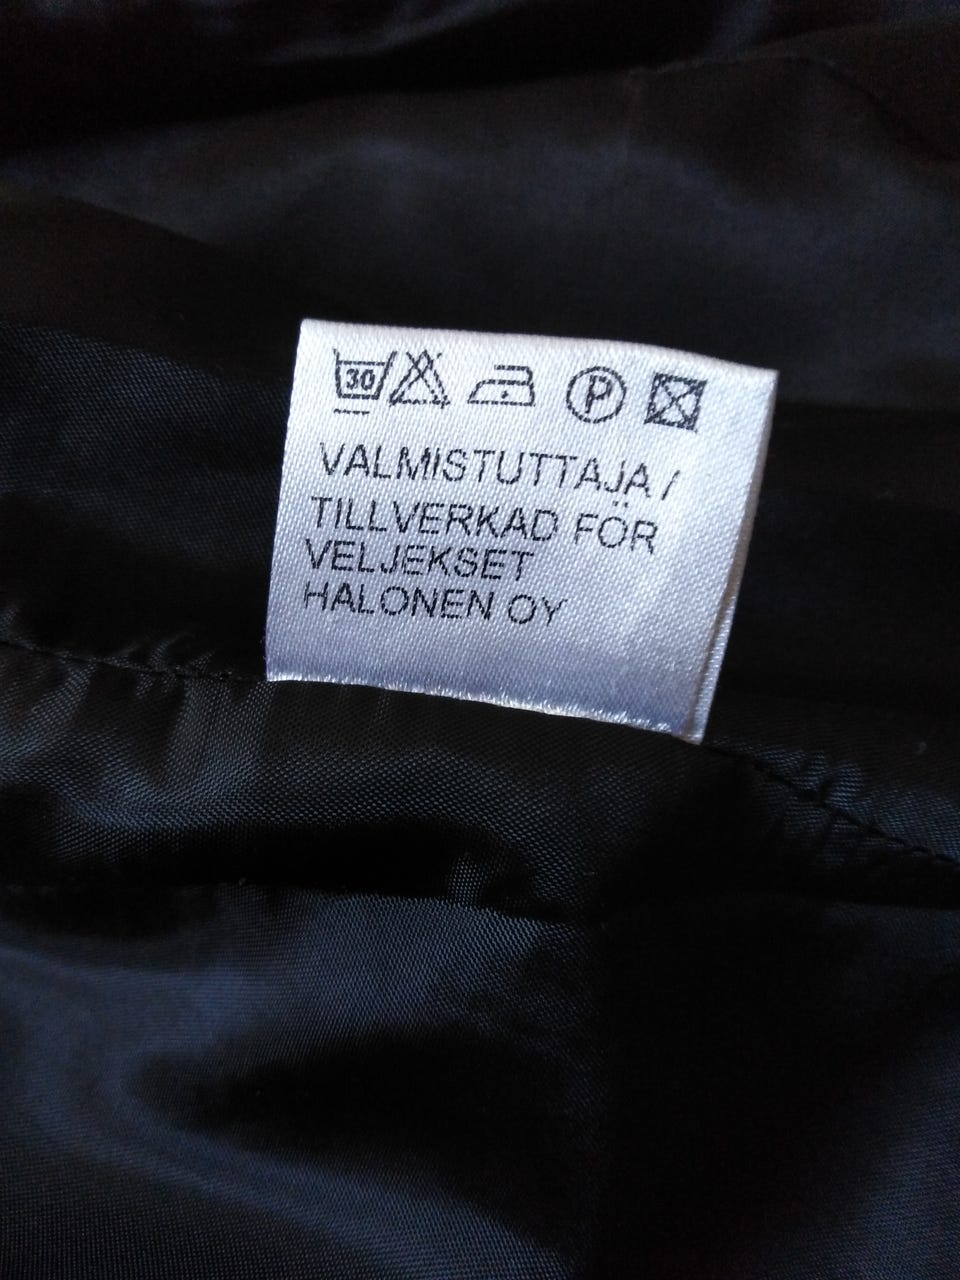 30
P
VALMISTUTTAJA /
TILLVERKAD FÖR
VELJEKSET
HALONEN OY